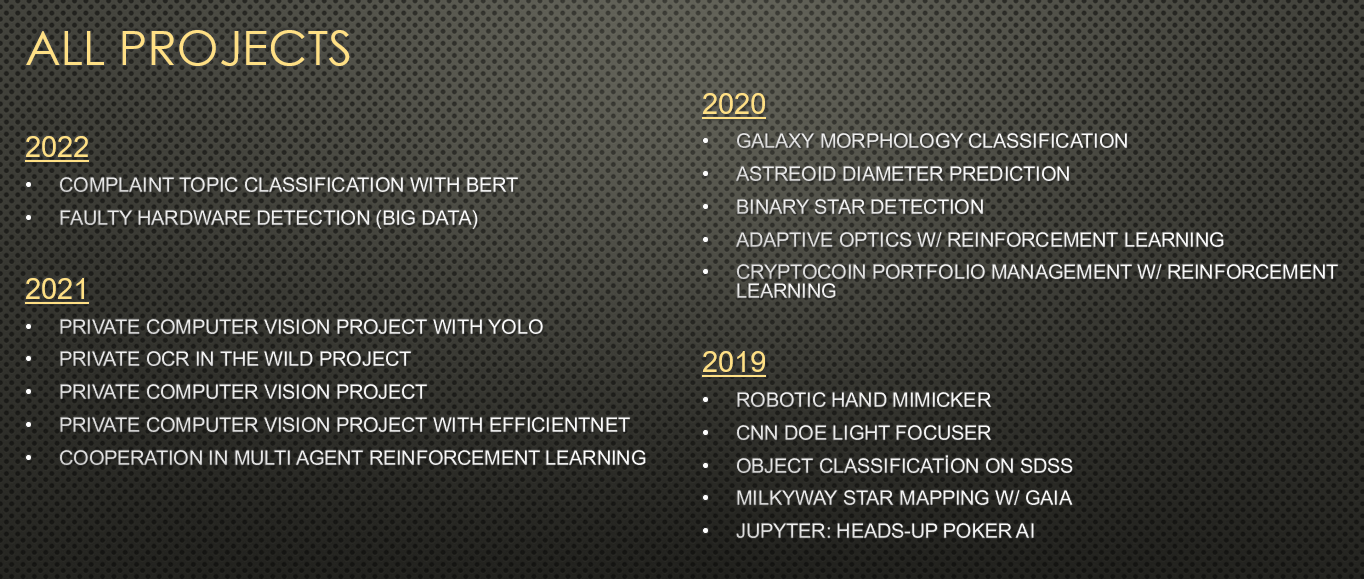 ALL PROJECTS
2022
• COMPLAINT TOPIC CLASSIFICATION WITH BERT
• FAULTY HARDWARE DETECTION (BIG DATA)
2021
• PRIVATE COMPUTER VISION PROJECT WITH YOLO
• PRIVATE OCR IN THE WILD PROJECT
• PRIVATE COMPUTER VISION PROJECT
• PRIVATE COMPUTER VISION PROJECT WITH EFFICIENTNET
• COOPERATION IN MULTI AGENT REINFORCEMENT LEARNING
2020
• GALAXY MORPHOLOGY CLASSIFICATION
• ASTREOID DIAMETER PREDICTION
• BINARY STAR DETECTION
• ADAPTIVE OPTICS W/ REINFORCEMENT LEARNING
• CRYPTOCOIN PORTFOLIO MANAGEMENT W/ REINFORCEMENT
LEARNING
2019
• ROBOTIC HAND MIMICKER
• CNN DOE LIGHT FOCUSER
• OBJECT CLASSIFICATİON ON SDSS
• MILKYWAY STAR MAPPING W/ GAIA
• JUPYTER: HEADS-UP POKER AI